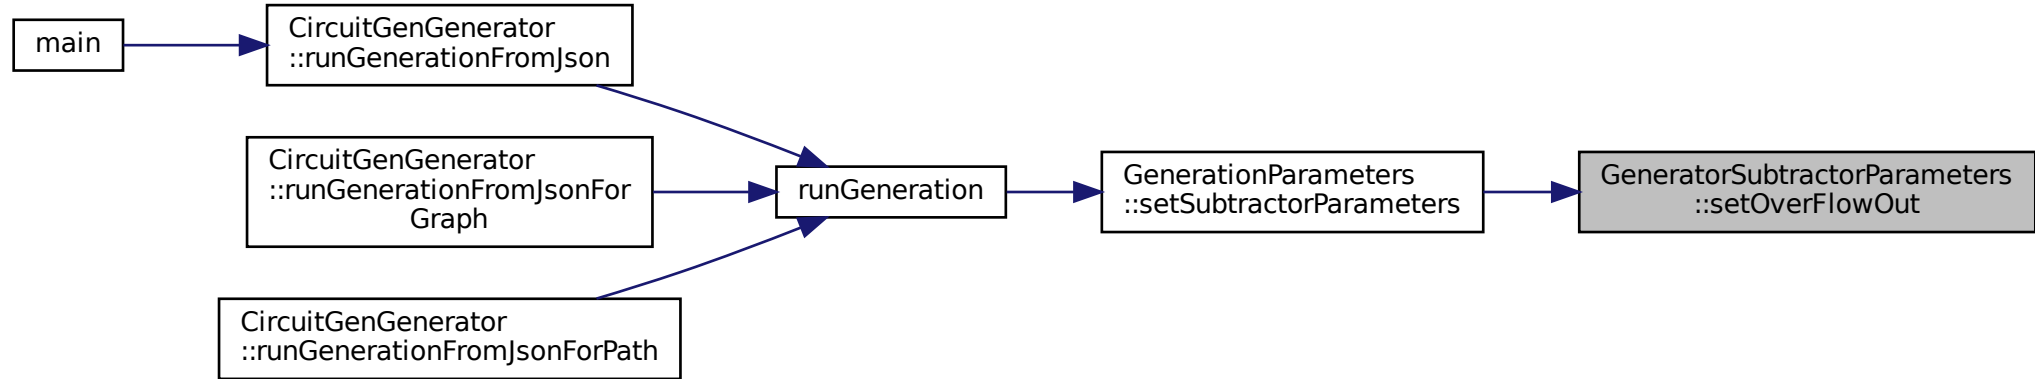 main
CircuitGenGenerator
::runGenerationFromJson
CircuitGenGenerator
::runGenerationFromJsonFor
Graph
CircuitGenGenerator
::runGenerationFromJsonForPath
runGeneration
GenerationParameters
::setSubtractorParameters
GeneratorSubtractorParameters
::setOverFlowOut